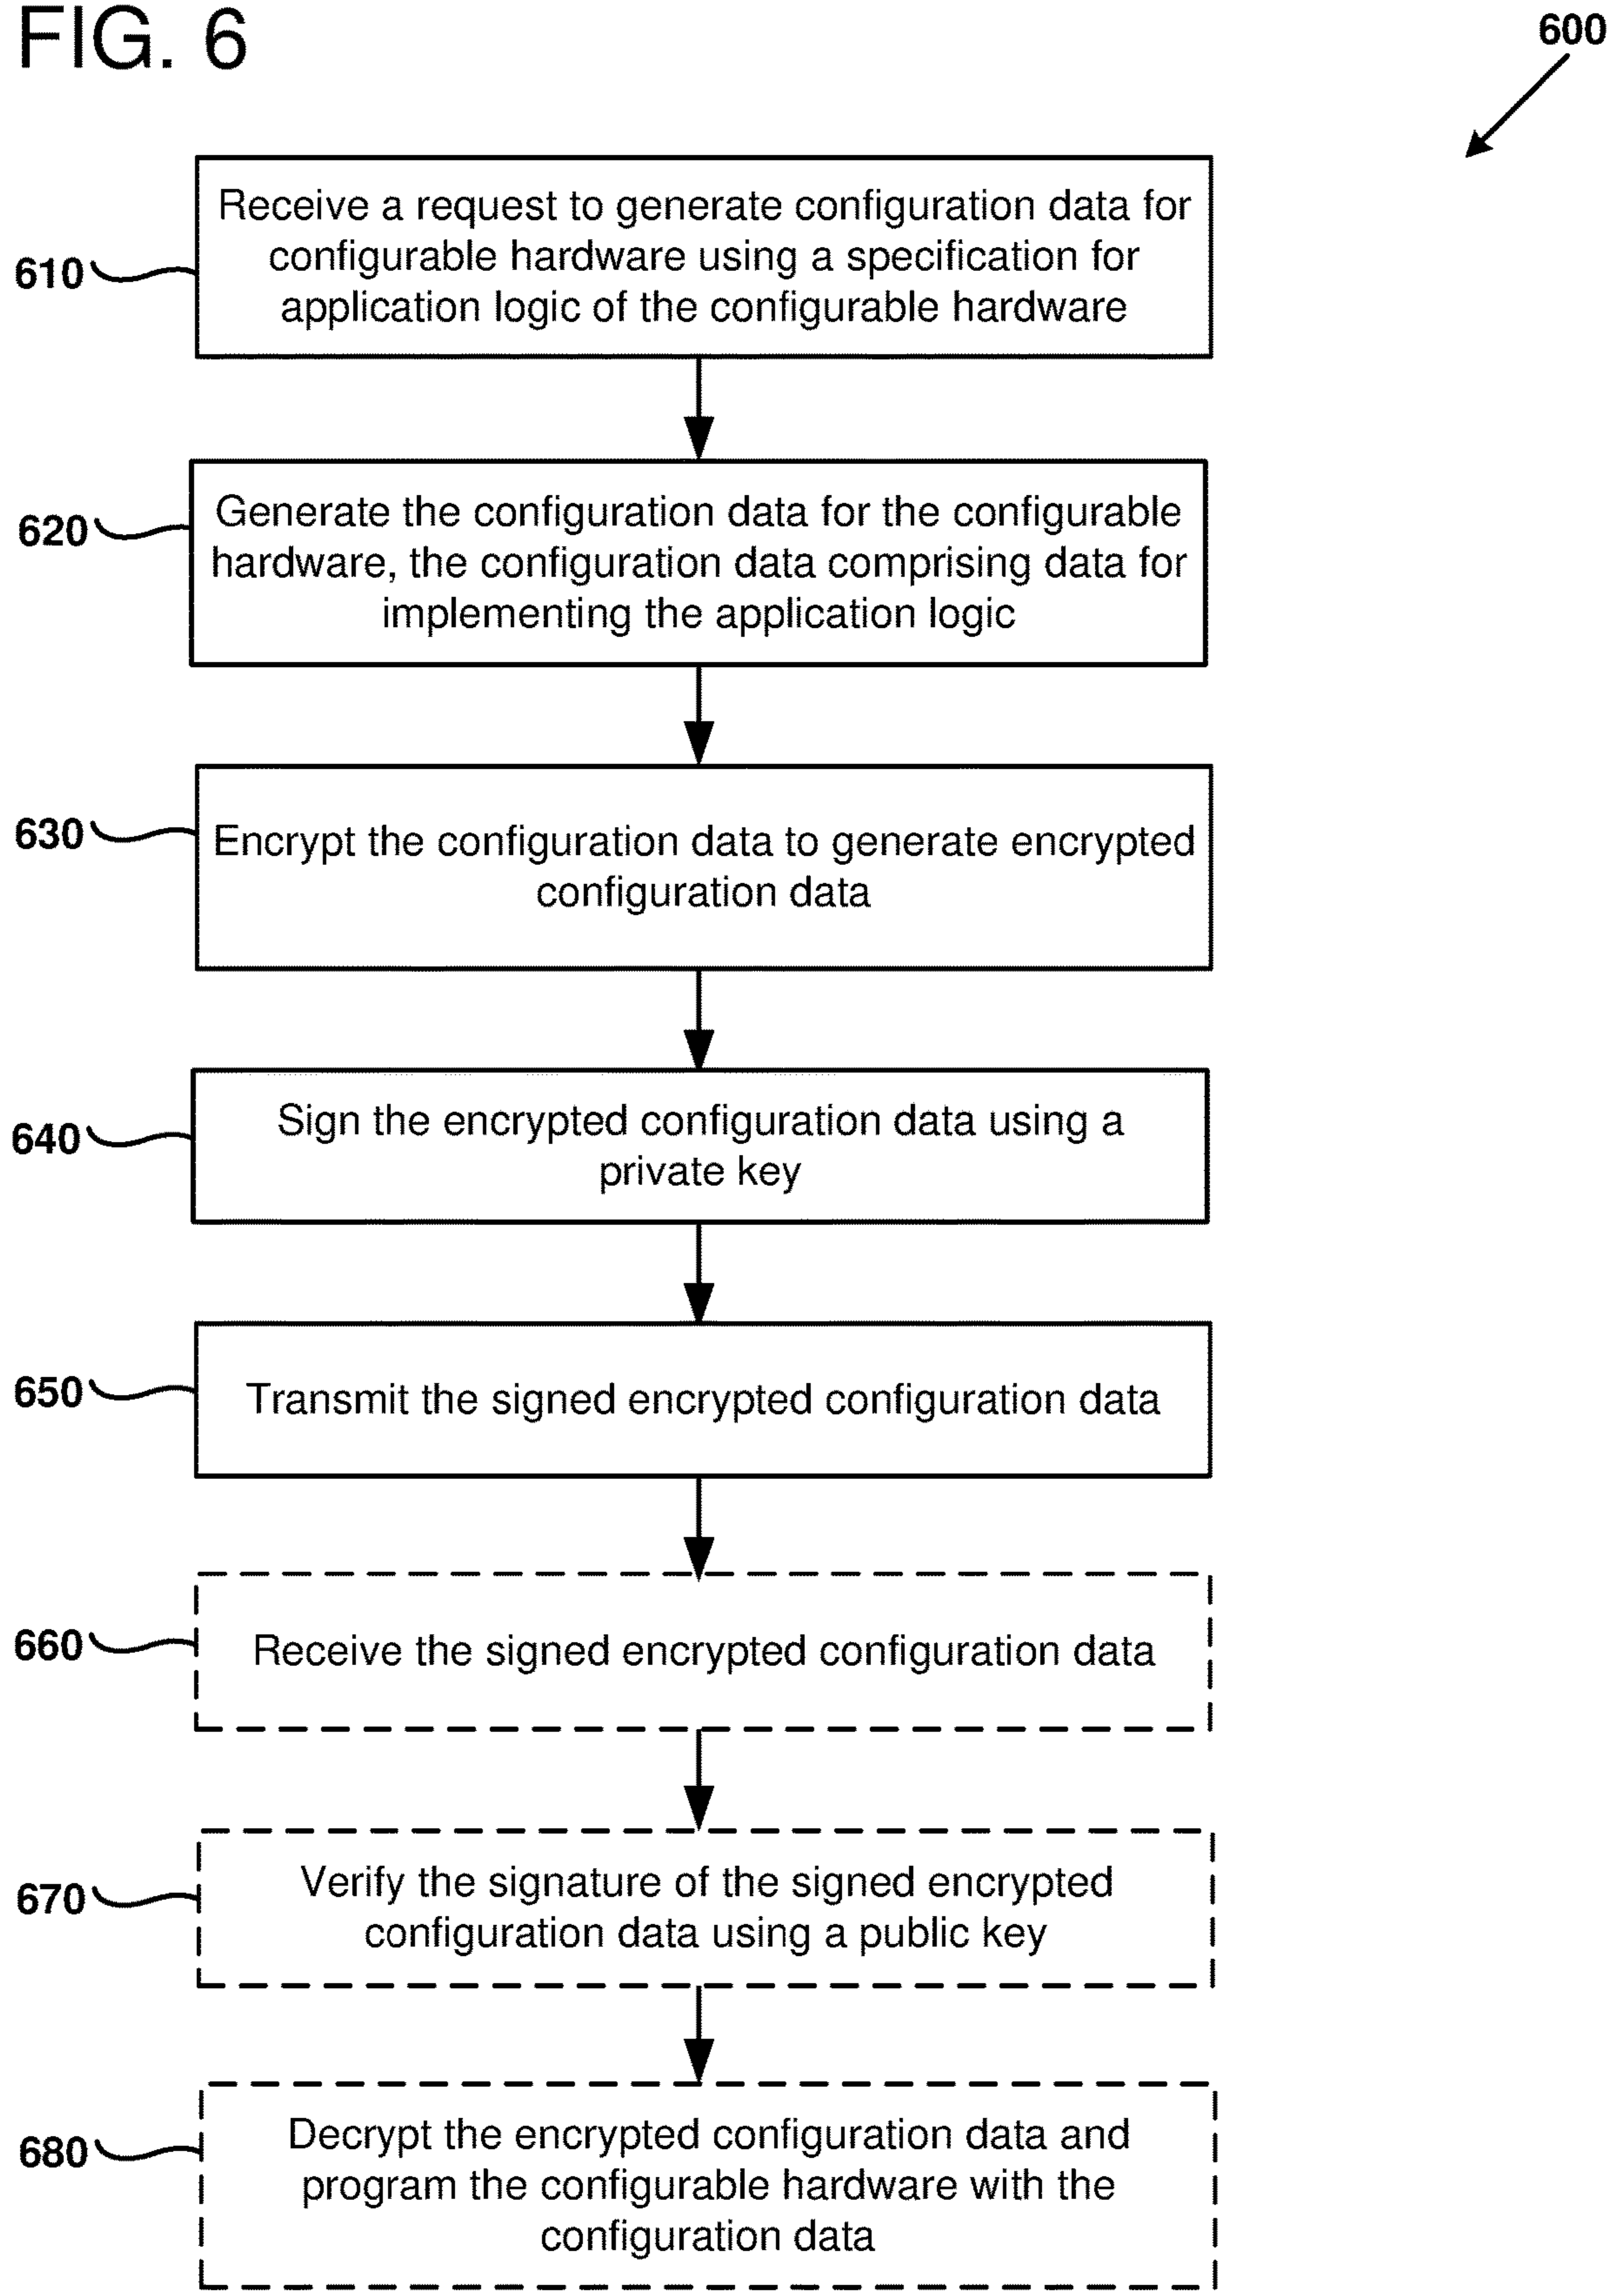 FIG. 6
600
610
Receive a request to generate configuration data for
configurable hardware using a specification for
application logic of the configurable hardware
620
Generate the configuration data for the configurable
hardware, the configuration data comprising data for
implementing the application logic
630
Encrypt the configuration data to generate encrypted
configuration data
640
Sign the encrypted configuration data using a
private key
650
Transmit the signed encrypted configuration data
660
Receive the signed encrypted configuration data
670
Verify the signature of the signed encrypted
configuration data using a public key
680
Decrypt the encrypted configuration data and
program the configurable hardware with the
configuration data